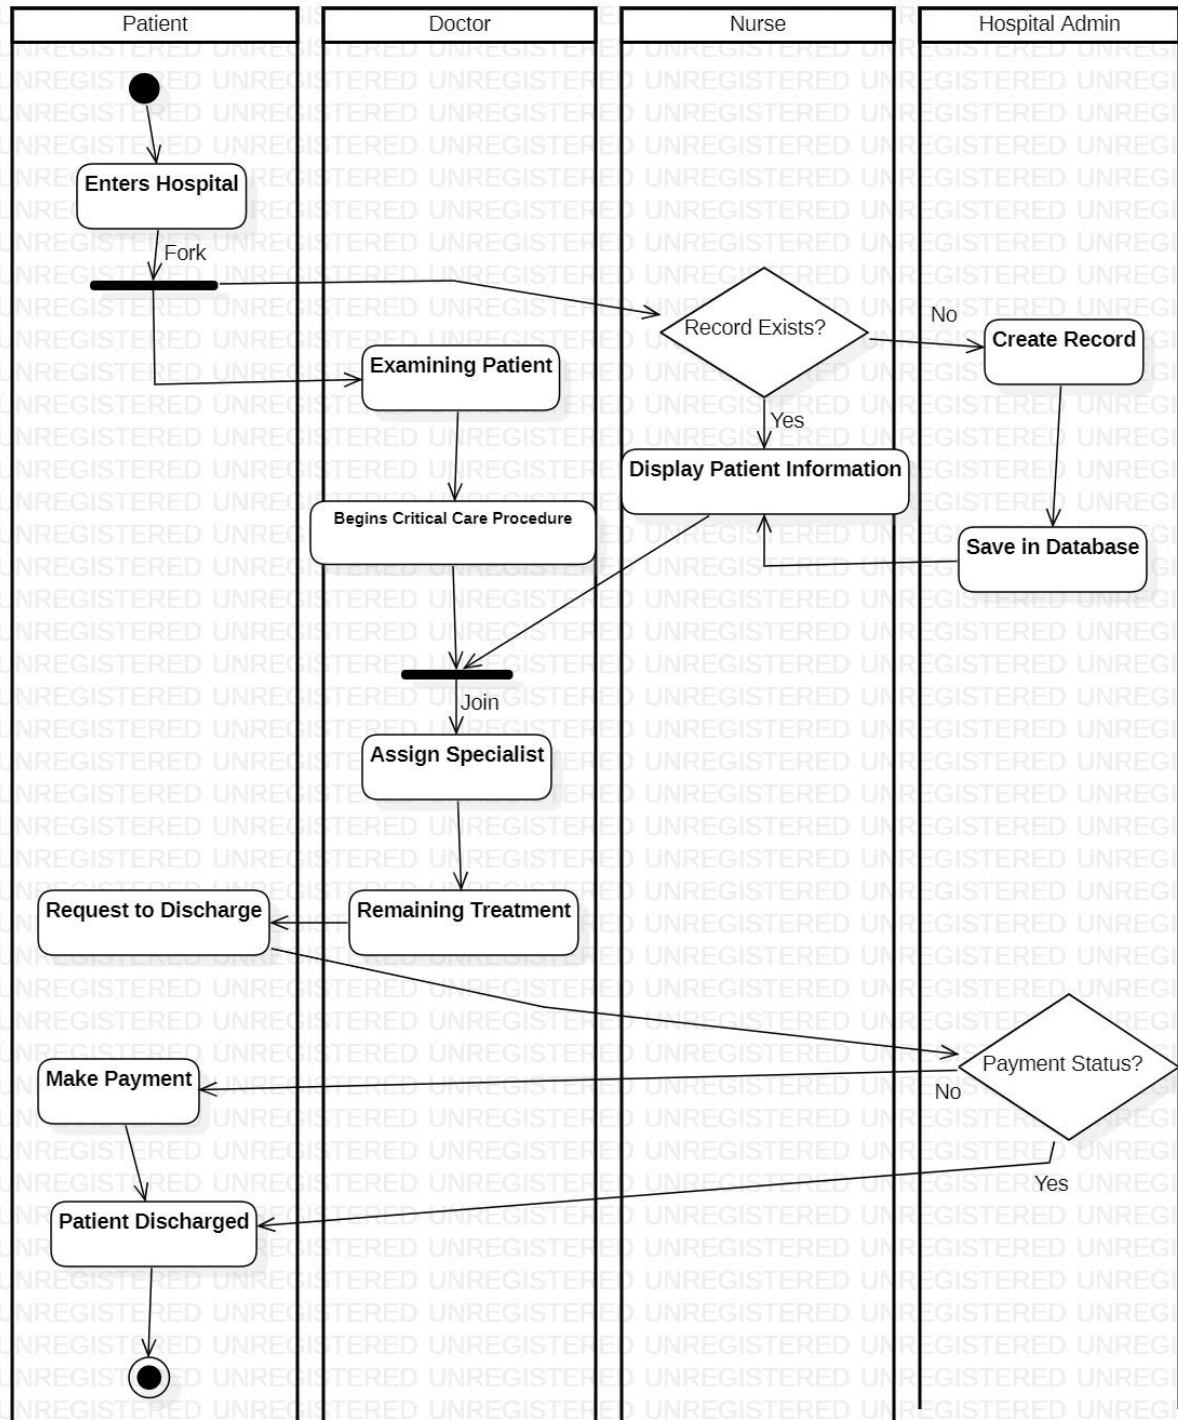 Patient
Doctor
Nurse
Hospital Admin
Enters Hospital
Fork
Record Exists?
No
Create Record
Examining Patient
Yes
Display Patient Information
Begins Critical Care Procedure
Save in Database
Join
Assign Specialist
Request to Discharge
Remaining Treatment
Payment Status?
Make Payment
No
Yes
Patient Discharged
UNREGISTERED